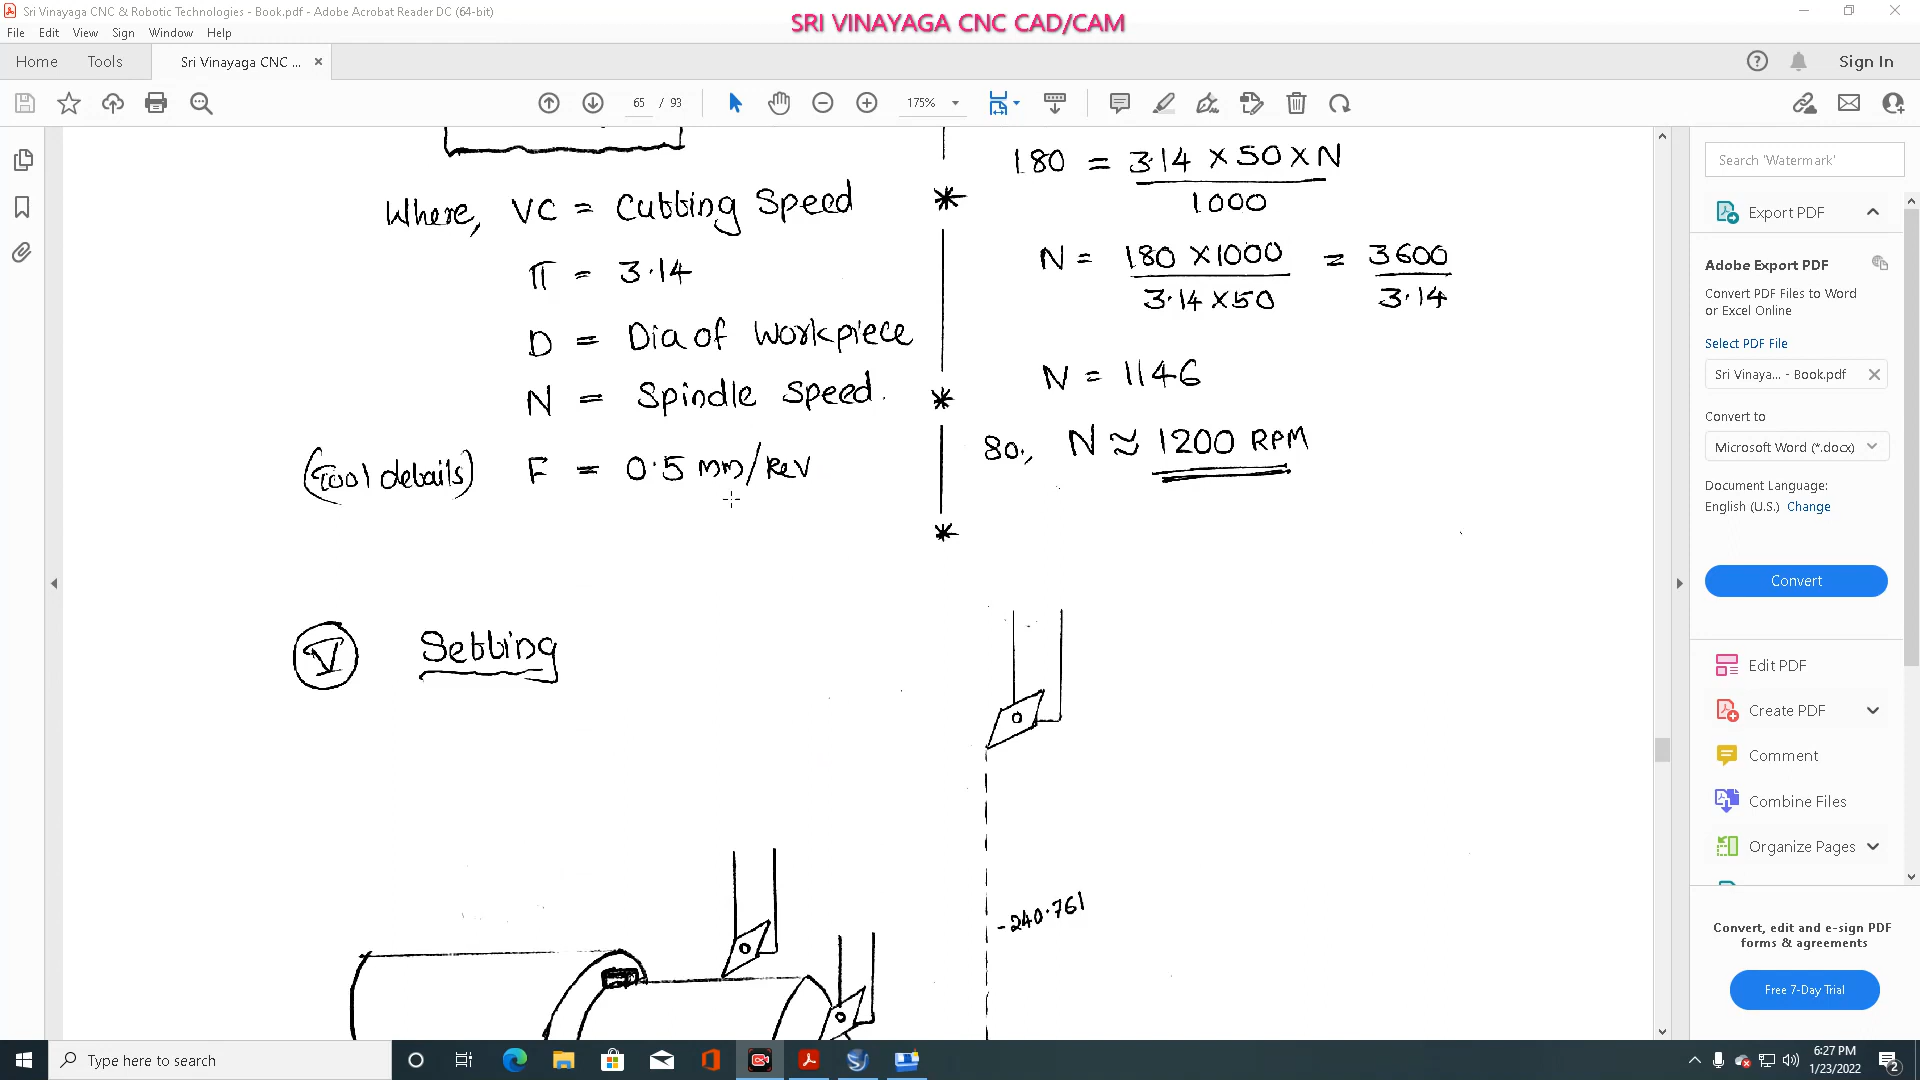 Sri Vinayaga CNC & Robotic Technologies - Book.pdf - Adobe Acrobat Reader DC (64-bit)
SRI VINAYAGA CNC CAD/CAM
File Edit View Sign Window Help
Home Tools Sri Vinayaga CNC ... × Sign In
65 / 93 175%
Where, VC = Cutting Speed
π = 3.14
D = Dia of Workpiece
N = Spindle Speed.
(Tool details) F = 0.5 mm/Rev
180 = 3.14 × 50 × N
1000
N = 180 × 1000 = 3600
3.14 × 50 3.14
N = 1146
So., N ≈ 1200 RPM
V Setting
-240.761
Search 'Watermark'
Export PDF
Adobe Export PDF
Convert PDF Files to Word
or Excel Online
Select PDF File
Sri Vinaya... - Book.pdf
Convert to
Microsoft Word (*.docx)
Document Language:
English (U.S.) Change
Convert
Edit PDF
Create PDF
Comment
Combine Files
Organize Pages
Convert, edit and e-sign PDF
forms & agreements
Free 7-Day Trial
Type here to search
6:27 PM
1/23/2022
2